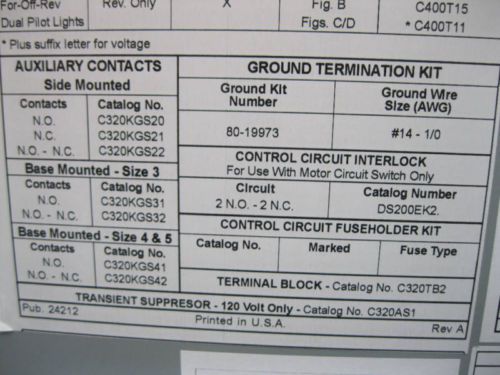 For-Off-Rev Rev. Only X Fig. B C400T15
Dual Pilot Lights Figs. C/D * C400T11
* Plus suffix letter for voltage
AUXILIARY CONTACTS
Side Mounted
Contacts Catalog No.
N.O. C320KGS20
N.C. C320KGS21
N.O. - N.C. C320KGS22
Base Mounted - Size 3
Contacts Catalog No.
N.O. C320KGS31
N.O. - N.C. C320KGS32
Base Mounted - Size 4 & 5
Contacts Catalog No.
N.O. C320KGS41
N.O. - N.C. C320KGS42
GROUND TERMINATION KIT
Ground Kit Number Ground Wire Size (AWG)
80-19973 #14 - 1/0
CONTROL CIRCUIT INTERLOCK
For Use With Motor Circuit Switch Only
Circuit Catalog Number
2 N.O. - 2 N.C. DS200EK2.
CONTROL CIRCUIT FUSEHOLDER KIT
Catalog No. Marked Fuse Type
TERMINAL BLOCK - Catalog No. C320TB2
TRANSIENT SUPPRESOR - 120 Volt Only - Catalog No. C320AS1
Pub. 24212 Printed in U.S.A. Rev A